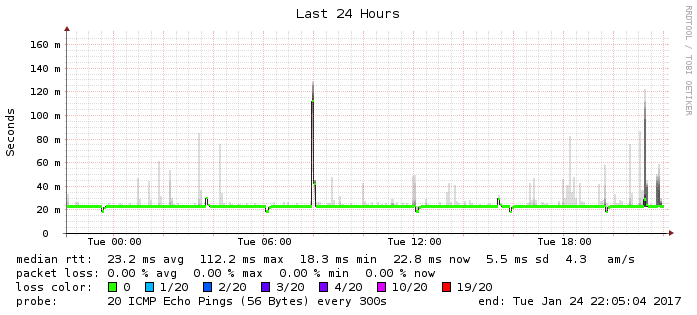 Last 24 Hours
RRDTOOL / TOBI OETIKER
Seconds
160 m
140 m
120 m
100 m
80 m
60 m
40 m
20 m
0
Tue 00:00 Tue 06:00 Tue 12:00 Tue 18:00
median rtt: 23.2 ms avg 112.2 ms max 18.3 ms min 22.8 ms now 5.5 ms sd 4.3 am/s
packet loss: 0.00 % avg 0.00 % max 0.00 % min 0.00 % now
loss color: 0 1/20 2/20 3/20 4/20 10/20 19/20
probe: 20 ICMP Echo Pings (56 Bytes) every 300s end: Tue Jan 24 22:05:04 2017